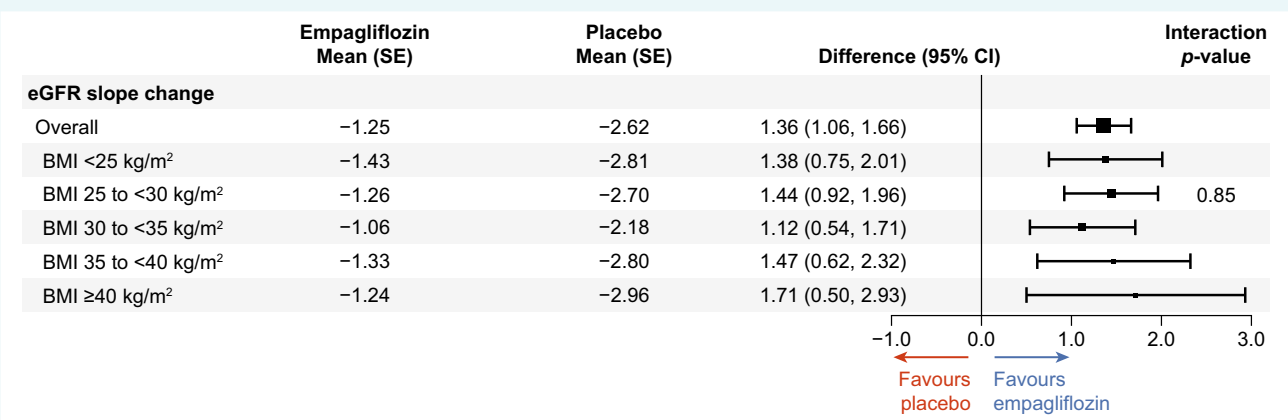 Empagliflozin Placebo Interaction
Mean (SE) Mean (SE) Difference (95% CI) p-value
eGFR slope change
Overall −1.25 −2.62 1.36 (1.06, 1.66)
BMI <25 kg/m² −1.43 −2.81 1.38 (0.75, 2.01)
BMI 25 to <30 kg/m² −1.26 −2.70 1.44 (0.92, 1.96) 0.85
BMI 30 to <35 kg/m² −1.06 −2.18 1.12 (0.54, 1.71)
BMI 35 to <40 kg/m² −1.33 −2.80 1.47 (0.62, 2.32)
BMI ≥40 kg/m² −1.24 −2.96 1.71 (0.50, 2.93)
−1.0 0.0 1.0 2.0 3.0
Favours Favours
placebo empagliflozin